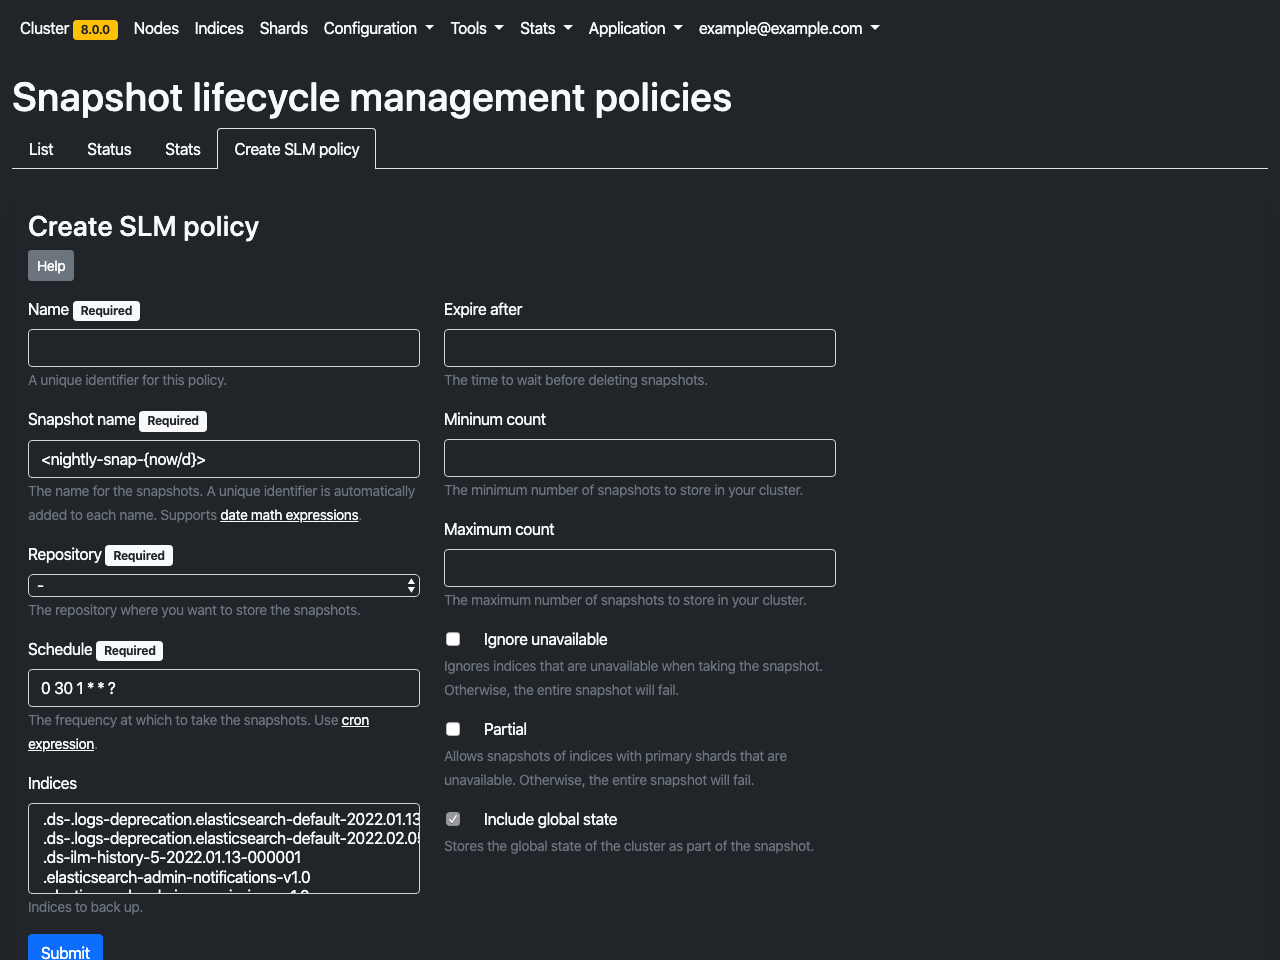 Cluster 8.0.0 Nodes Indices Shards Configuration Tools Stats Application example@example.com
Snapshot lifecycle management policies
List Status Stats Create SLM policy
Create SLM policy
Help
Name Required
A unique identifier for this policy.
Snapshot name Required
<nightly-snap-{now/d}>
The name for the snapshots. A unique identifier is automatically
added to each name. Supports date math expressions.
Repository Required
-
The repository where you want to store the snapshots.
Schedule Required
0 30 1 * * ?
The frequency at which to take the snapshots. Use cron
expression.
Indices
.ds-.logs-deprecation.elasticsearch-default-2022.01.13
.ds-.logs-deprecation.elasticsearch-default-2022.02.05
.ds-ilm-history-5-2022.01.13-000001
.elasticsearch-admin-notifications-v1.0
Indices to back up.
Submit
Expire after
The time to wait before deleting snapshots.
Mininum count
The minimum number of snapshots to store in your cluster.
Maximum count
The maximum number of snapshots to store in your cluster.
Ignore unavailable
Ignores indices that are unavailable when taking the snapshot.
Otherwise, the entire snapshot will fail.
Partial
Allows snapshots of indices with primary shards that are
unavailable. Otherwise, the entire snapshot will fail.
Include global state
Stores the global state of the cluster as part of the snapshot.